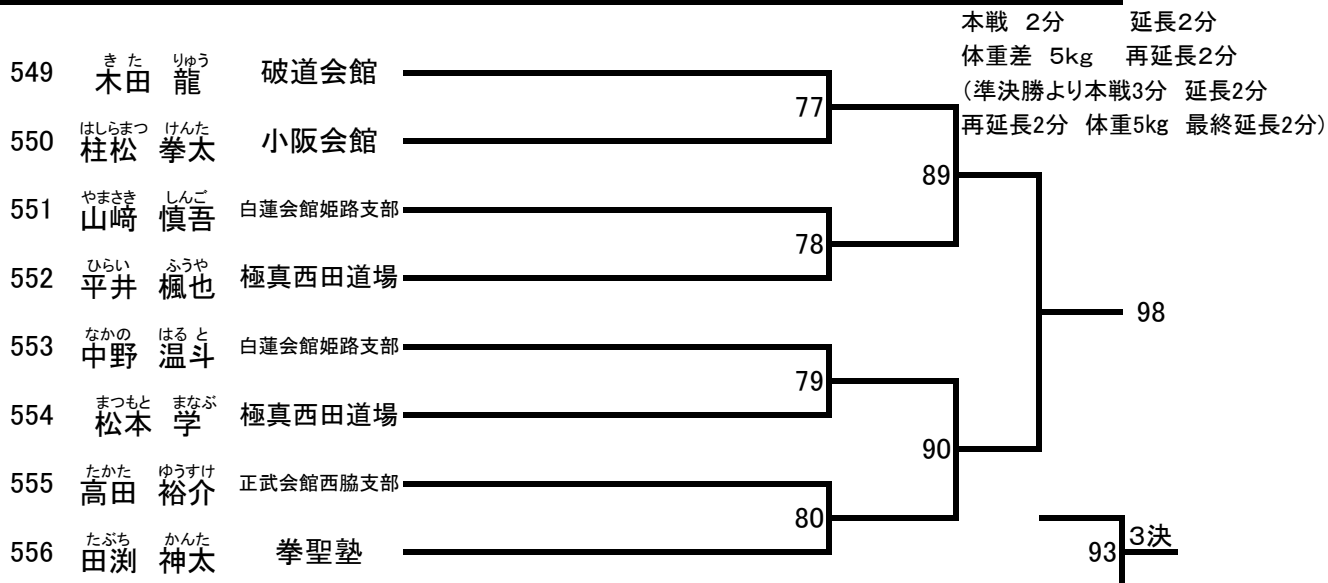 本戦 2分 延長2分
体重差 5kg 再延長2分
(準決勝より本戦3分 延長2分
再延長2分 体重5kg 最終延長2分)
きた りゅう
549 木田 龍 破道会館
77
はしらまつ けんた
550 柱松 拳太 小阪会館
89
やまさき しんご
551 山﨑 慎吾 白蓮会館姫路支部
78
ひらい ふうや
552 平井 楓也 極真西田道場
98
なかの はると
553 中野 温斗 白蓮会館姫路支部
79
まつもと まなぶ
554 松本 学 極真西田道場
90
たかた ゆうすけ
555 高田 裕介 正武会館西脇支部
80
たぶち かんた
556 田渕 神太 拳聖塾
93 3決